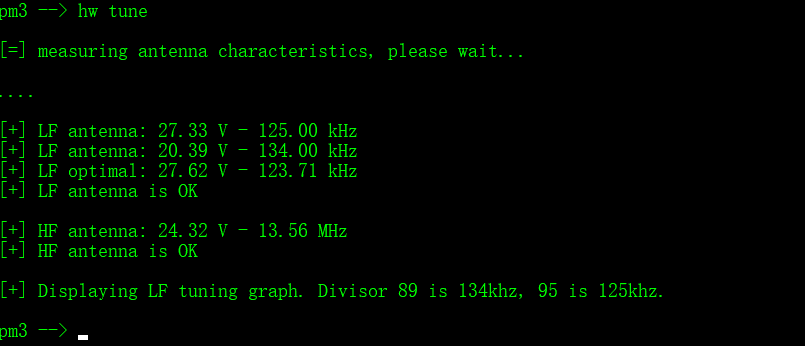 pm3 --> hw tune
[=] measuring antenna characteristics, please wait...
....
[+] LF antenna: 27.33 V - 125.00 kHz
[+] LF antenna: 20.39 V - 134.00 kHz
[+] LF optimal: 27.62 V - 123.71 kHz
[+] LF antenna is OK
[+] HF antenna: 24.32 V - 13.56 MHz
[+] HF antenna is OK
[+] Displaying LF tuning graph. Divisor 89 is 134khz, 95 is 125khz.
pm3 -->